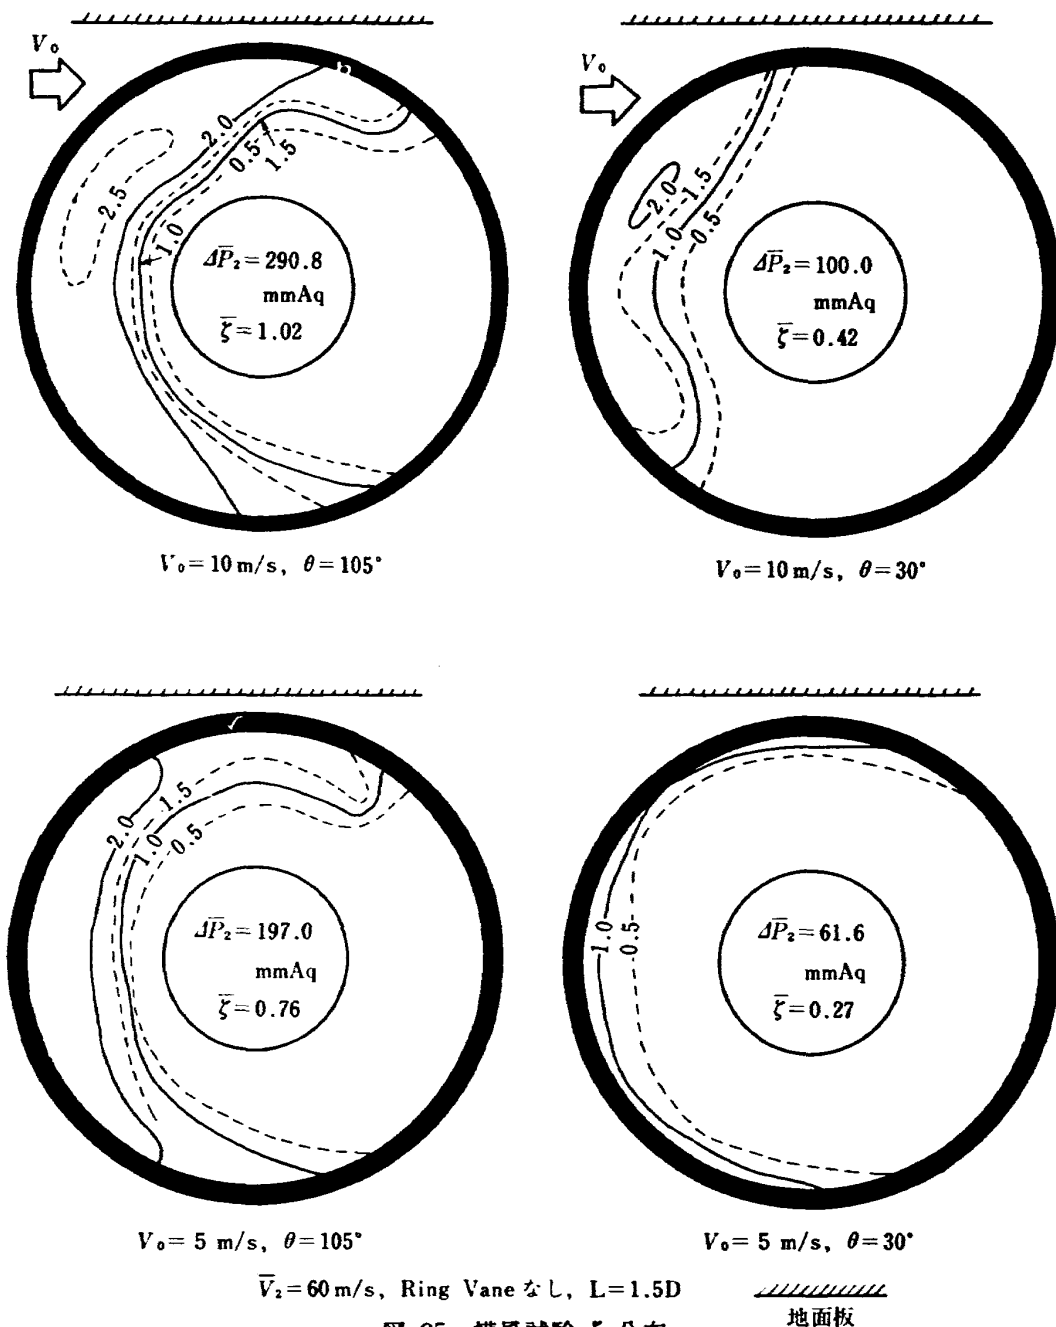 V₀
V₀
2.0
2.5
0.5
1.5
1.0
ΔP̅₂=290.8
mmAq
ζ̅=1.02
V₀=10 m/s, θ=105°
2.0
1.5
1.0
0.5
ΔP̅₂=100.0
mmAq
ζ̅=0.42
V₀=10 m/s, θ=30°
2.0
1.5
1.0
0.5
ΔP̅₂=197.0
mmAq
ζ̅=0.76
V₀= 5 m/s, θ=105°
1.0
0.5
ΔP̅₂=61.6
mmAq
ζ̅=0.27
V₀= 5 m/s, θ=30°
V̅₂=60 m/s, Ring Vane なし, L=1.5D
地面板